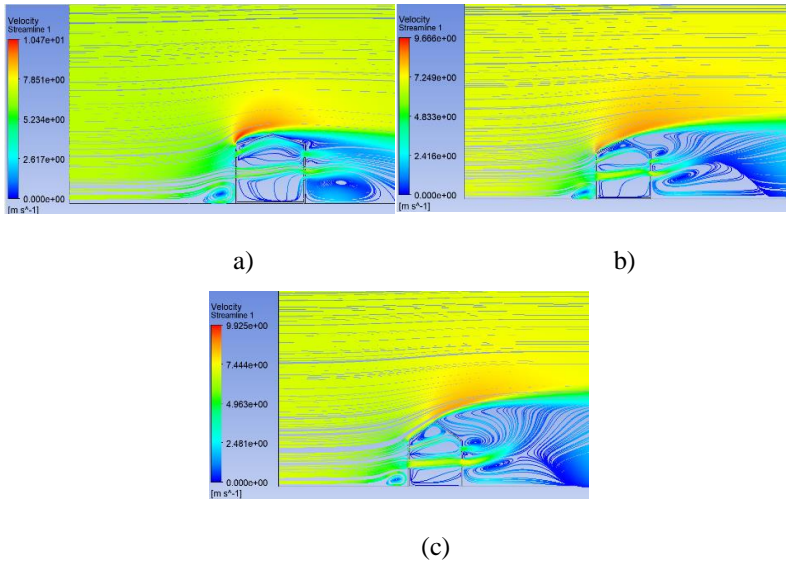 Velocity
Streamline 1
1.047e+01
7.851e+00
5.234e+00
2.617e+00
0.000e+00
[m s^-1]
a)
Velocity
Streamline 1
9.666e+00
7.249e+00
4.833e+00
2.416e+00
0.000e+00
[m s^-1]
b)
Velocity
Streamline 1
9.925e+00
7.444e+00
4.963e+00
2.481e+00
0.000e+00
[m s^-1]
(c)